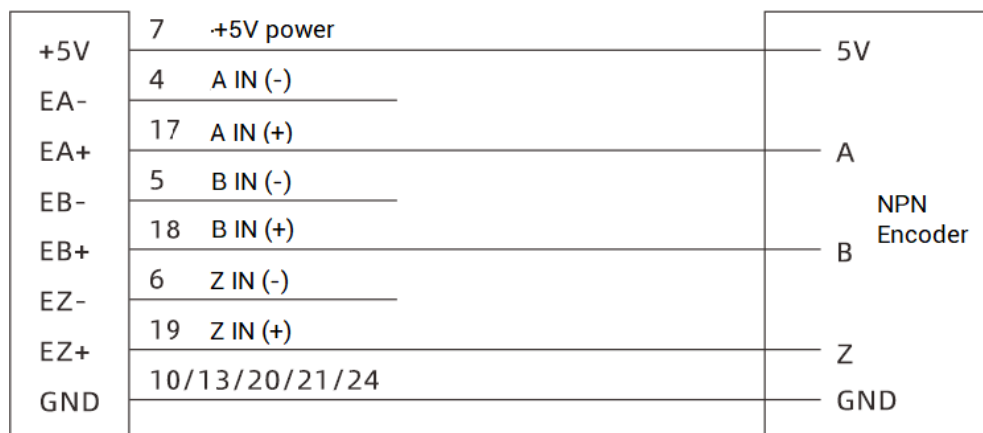 7 +5V power
+5V 5V
4 A IN (-)
EA-
17 A IN (+)
EA+ A
5 B IN (-)
EB- NPN
18 B IN (+) Encoder
EB+ B
6 Z IN (-)
EZ-
19 Z IN (+)
EZ+ Z
10/13/20/21/24
GND GND